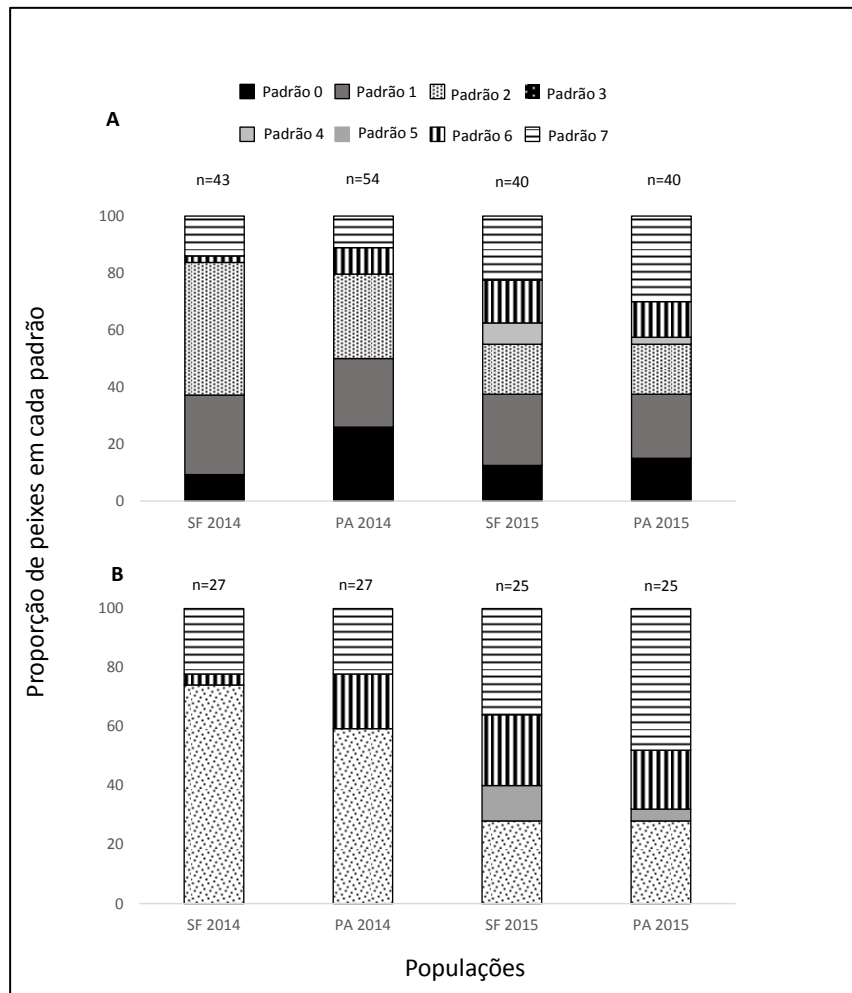 Padrão 0 Padrão 1 Padrão 2 Padrão 3
A
Padrão 4 Padrão 5 Padrão 6 Padrão 7
n=43 n=54 n=40 n=40
100
80
60
40
20
0
SF 2014 PA 2014 SF 2015 PA 2015
B
n=27 n=27 n=25 n=25
100
80
60
40
20
0
SF 2014 PA 2014 SF 2015 PA 2015
Populações
Proporção de peixes em cada padrão